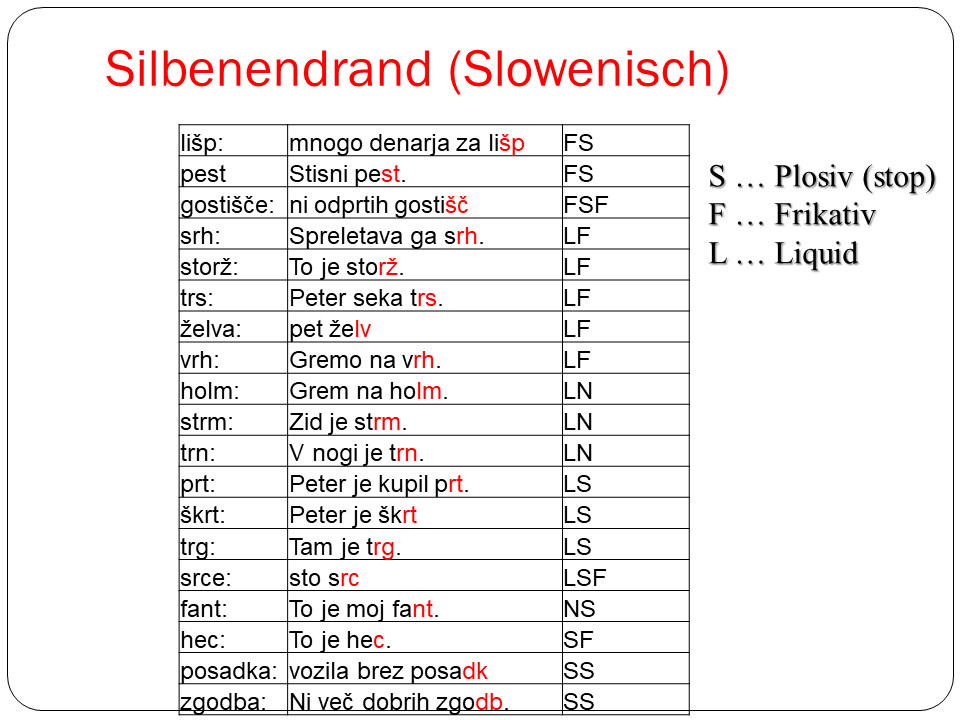 Silbenendrand (Slowenisch)
lišp: mnogo denarja za lišp FS
pest Stisni pest. FS
gostišče: ni odprtih gostišč FSF
srh: Spreletava ga srh. LF
storž: To je storž. LF
trs: Peter seka trs. LF
želva: pet želv LF
vrh: Gremo na vrh. LF
holm: Grem na holm. LN
strm: Zid je strm. LN
trn: V nogi je trn. LN
prt: Peter je kupil prt. LS
škrt: Peter je škrt LS
trg: Tam je trg. LS
srce: sto src LSF
fant: To je moj fant. NS
hec: To je hec. SF
posadka: vozila brez posadk SS
zgodba: Ni več dobrih zgodb. SS
S … Plosiv (stop)
F … Frikativ
L … Liquid